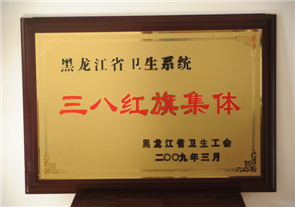 黑龙江省卫生系统
三八红旗集体
黑龙江省卫生工会
二〇〇九年三月